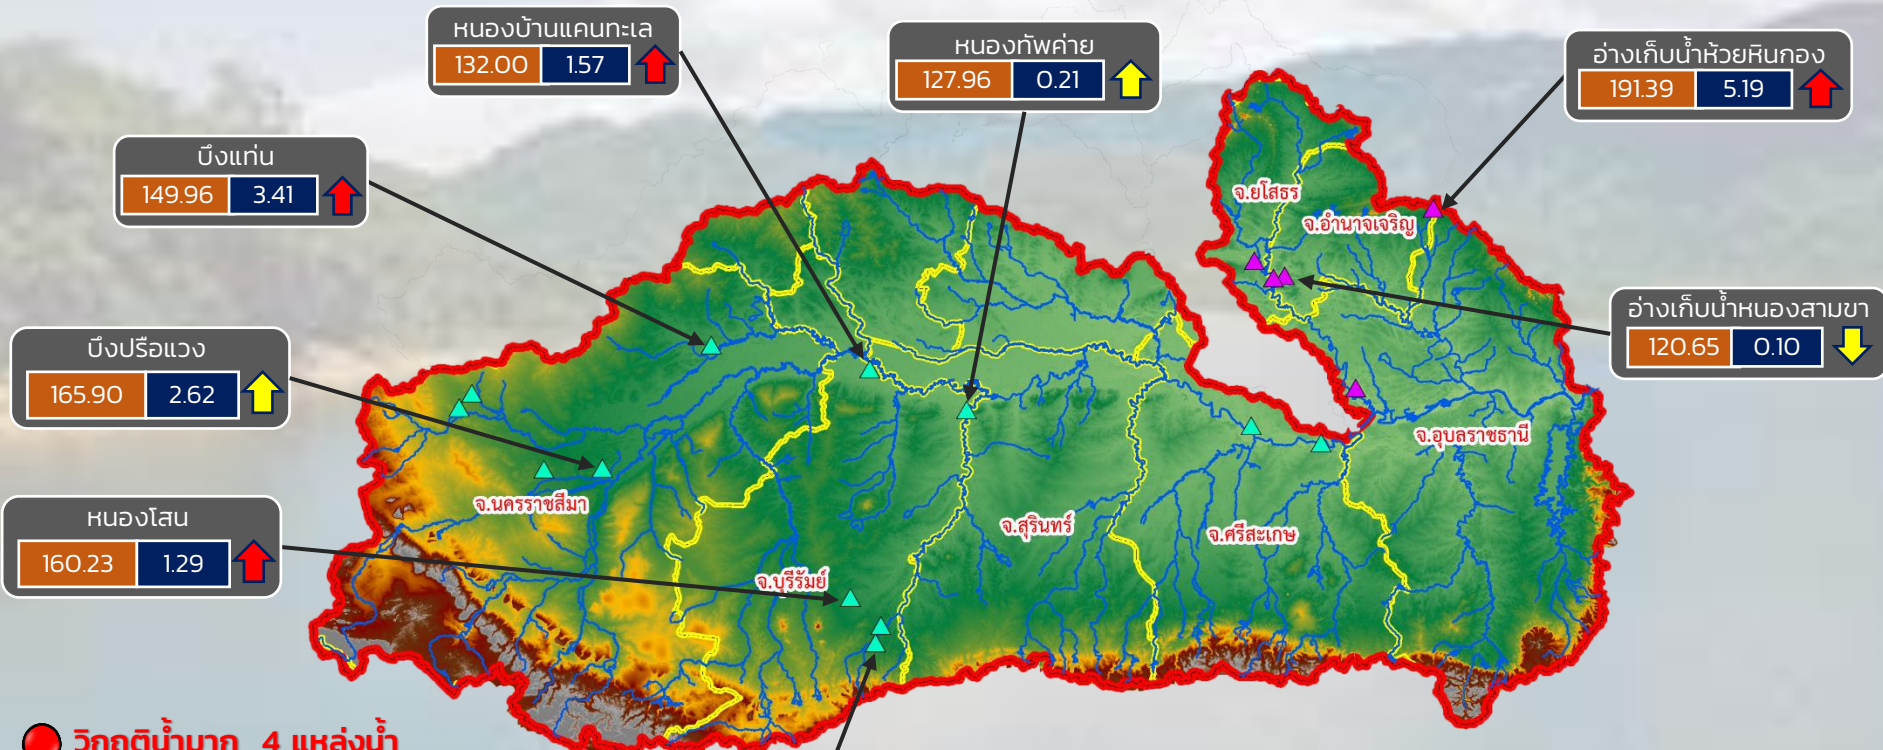 หนองบ้านแคนทะเล
132.00 1.57
หนองทัพค่าย
127.96 0.21
อ่างเก็บน้ำห้วยหินกอง
191.39 5.19
บึงแท่น
149.96 3.41
จ.ยโสธร
จ.อำนาจเจริญ
อ่างเก็บน้ำหนองสามขา
120.65 0.10
บึงปรือแวง
165.90 2.62
จ.อุบลราชธานี
จ.นครราชสีมา
หนองโสน
160.23 1.29
จ.สุรินทร์
จ.ศรีสะเกษ
จ.บุรีรัมย์
วิกฤติน้ำมาก 4 แหล่งน้ำ